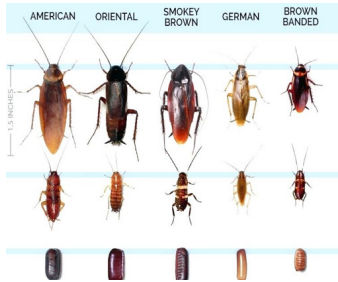 AMERICAN
ORIENTAL
SMOKEY
BROWN
GERMAN
BROWN
BANDED
1.5 INCHES